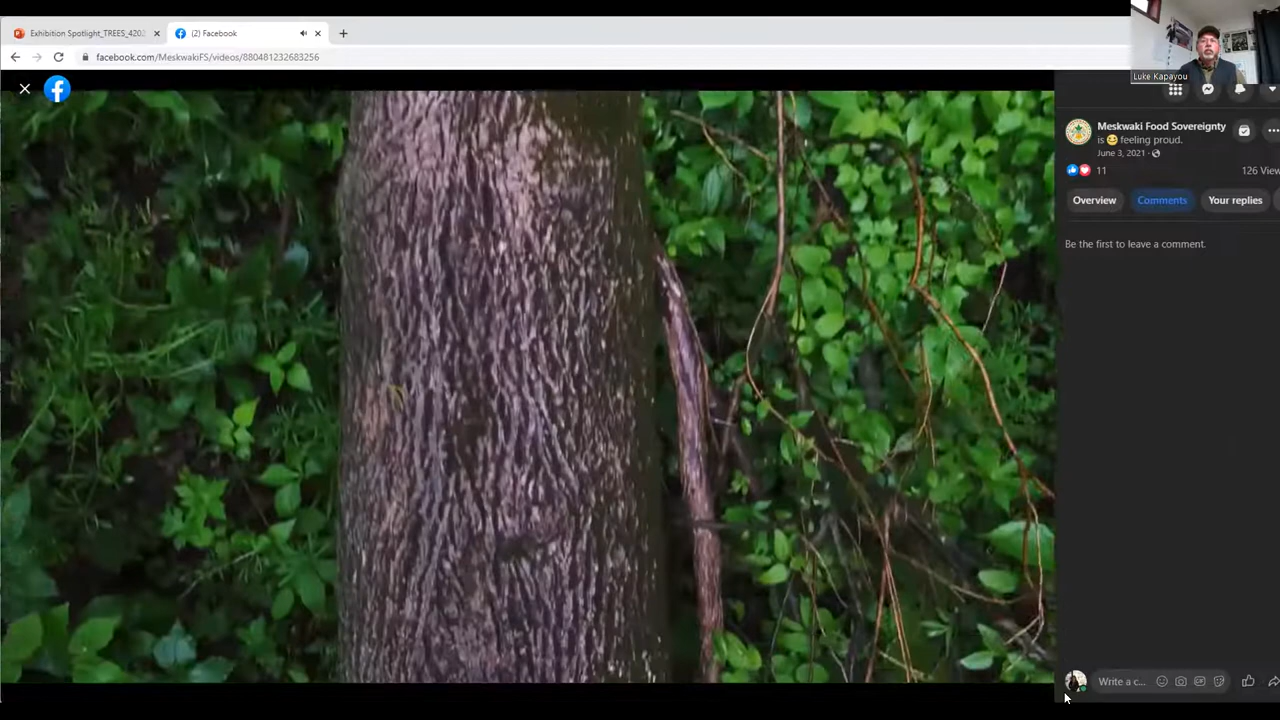 Exhibition Spotlight_TREES_4202
(2) Facebook
facebook.com/MeskwakiFS/videos/880481232683256
Luke Kapayou
Meskwaki Food Sovereignty
is feeling proud.
June 3, 2021 ·
11
126 View
Overview
Comments
Your replies
Be the first to leave a comment.
Write a c...